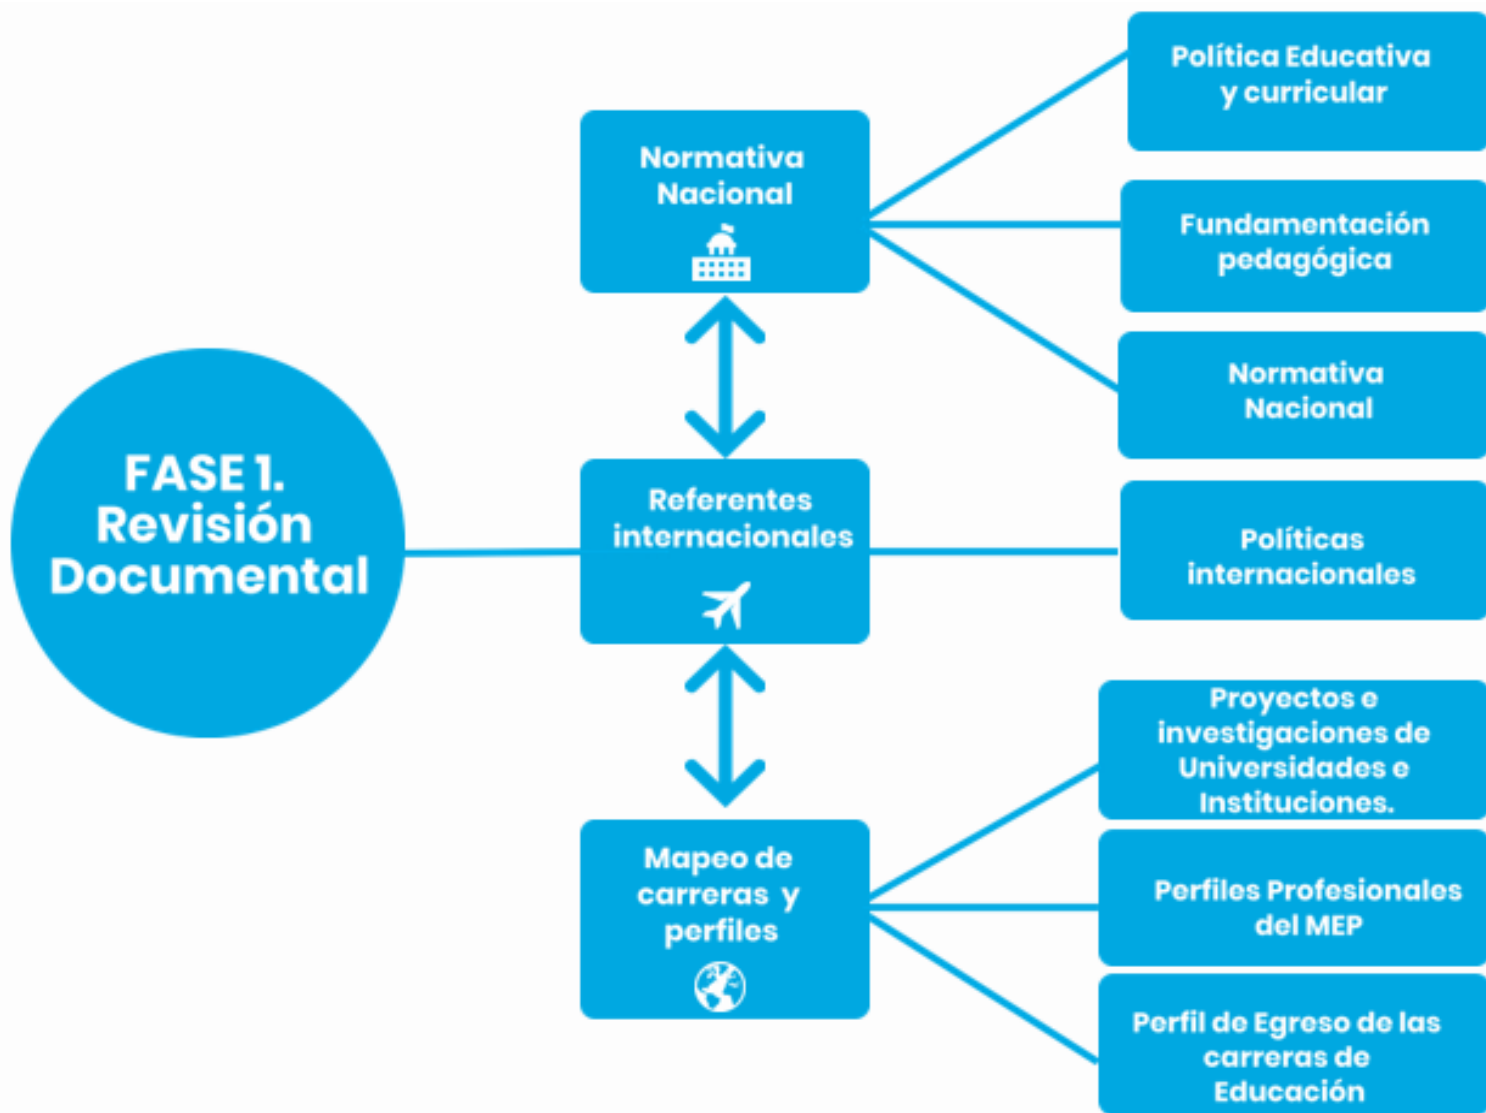 FASE 1.
Revisión
Documental
Normativa
Nacional
Política Educativa
y curricular
Fundamentación
pedagógica
Normativa
Nacional
Referentes
internacionales
Políticas
internacionales
Mapeo de
carreras y
perfiles
Proyectos e
investigaciones de
Universidades e
Instituciones.
Perfiles Profesionales
del MEP
Perfil de Egreso de las
carreras de
Educación